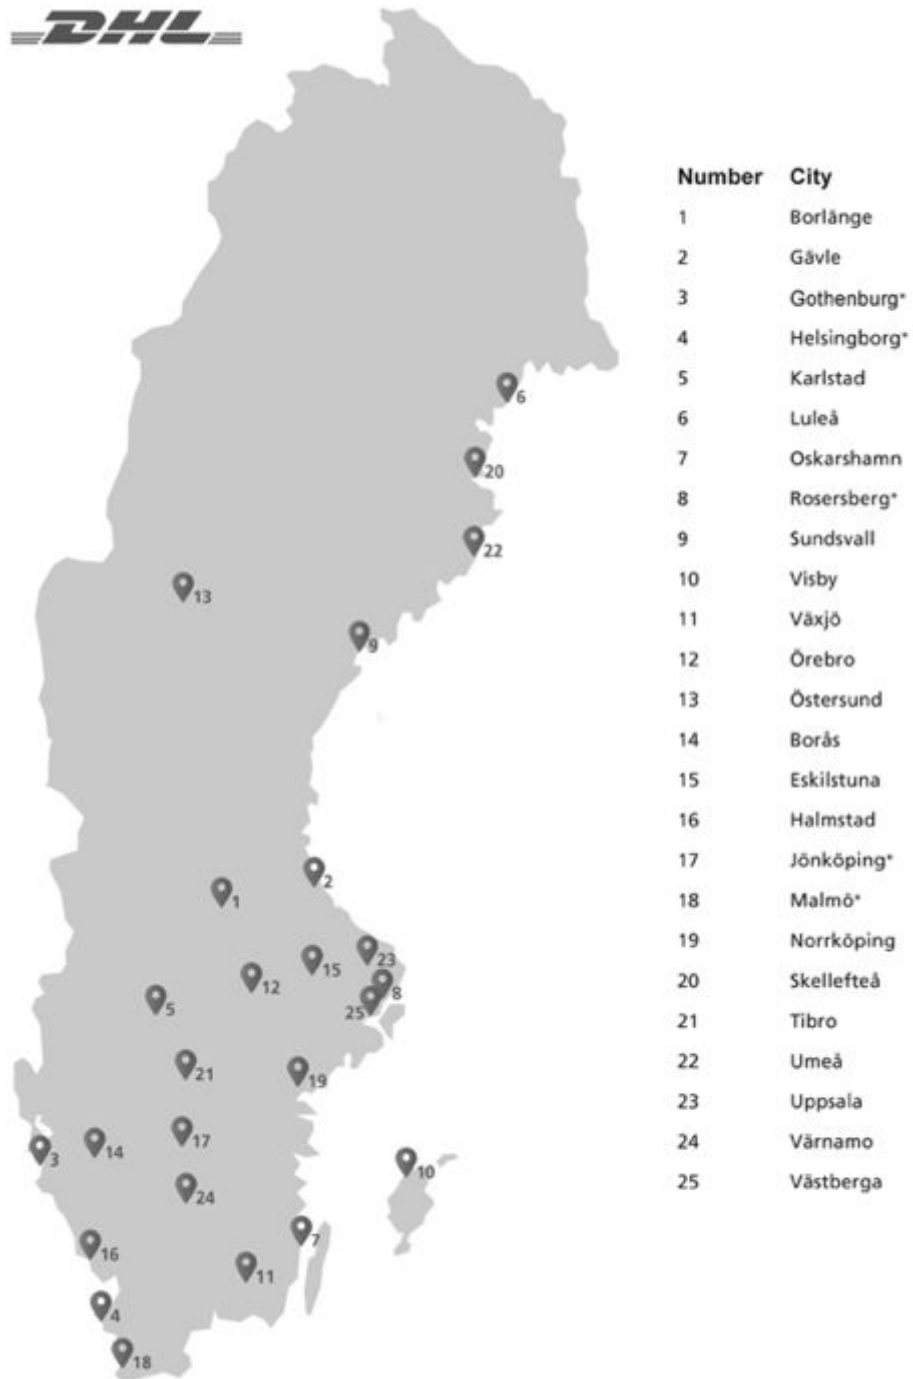 DHL
Number City
1 Borlänge
2 Gävle
3 Gothenburg*
4 Helsingborg*
5 Karlstad
6 Luleå
7 Oskarshamn
8 Rosersberg*
9 Sundsvall
10 Visby
11 Växjö
12 Örebro
13 Östersund
14 Borås
15 Eskilstuna
16 Halmstad
17 Jönköping*
18 Malmö*
19 Norrköping
20 Skellefteå
21 Tibro
22 Umeå
23 Uppsala
24 Värnamo
25 Västberga
6
20
22
13
9
2
1
23
15
12
8
25
5
21
19
17
14
3
10
24
7
16
11
4
18